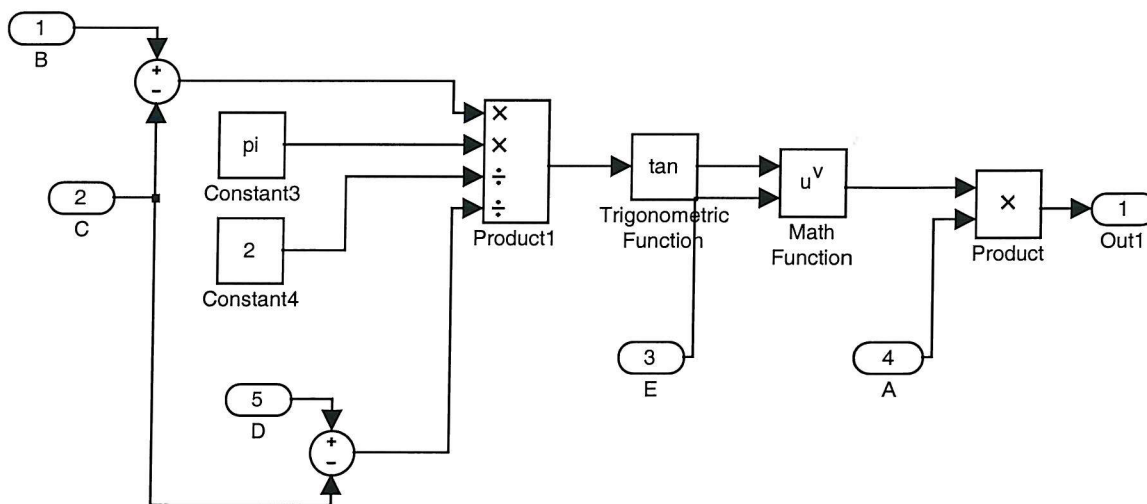 1
B
+
−
pi
Constant3
2
C
2
Constant4
×
×
÷
÷
Product1
tan
Trigonometric
Function
u^v
Math
Function
×
Product
1
Out1
3
E
4
A
5
D
+
−